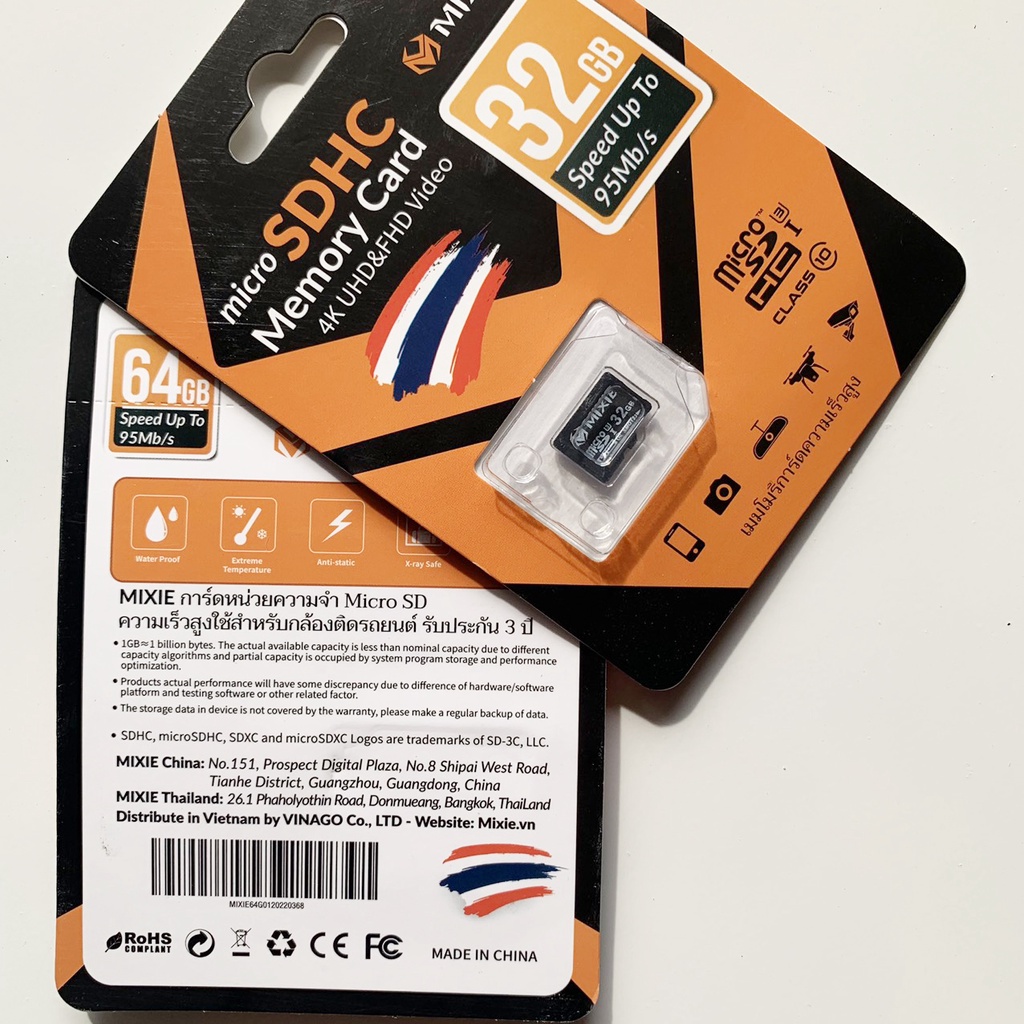 MIXIE
32GB
Speed Up To
95Mb/s
micro SDHC
Memory Card
4K UHD&FHD Video
micro
SD
HC
3
I
CLASS 10
MIXIE
32GB
micro
SD
I
เมมโมรี่การ์ดความเร็วสูง
64GB
Speed Up To
95Mb/s
Water Proof
Extreme
Temperature
Anti-static
X-ray Safe
MIXIE การ์ดหน่วยความจำ Micro SD
ความเร็วสูงใช้สำหรับกล้องติดรถยนต์ รับประกัน 3 ปี
• 1GB≈1 billion bytes. The actual available capacity is less than nominal capacity due to different
capacity algorithms and partial capacity is occupied by system program storage and performance
optimization.
• Products actual performance will have some discrepancy due to difference of hardware/software
platform and testing software or other related factor.
• The storage data in device is not covered by the warranty, please make a regular backup of data.
• SDHC, microSDHC, SDXC and microSDXC Logos are trademarks of SD-3C, LLC.
MIXIE China: No.151, Prospect Digital Plaza, No.8 Shipai West Road,
Tianhe District, Guangzhou, Guangdong, China
MIXIE Thailand: 26.1 Phaholyothin Road, Donmueang, Bangkok, ThaiLand
Distribute in Vietnam by VINAGO Co., LTD - Website: Mixie.vn
MIXIE64G0120220368
RoHS
COMPLIANT
CE FC
MADE IN CHINA